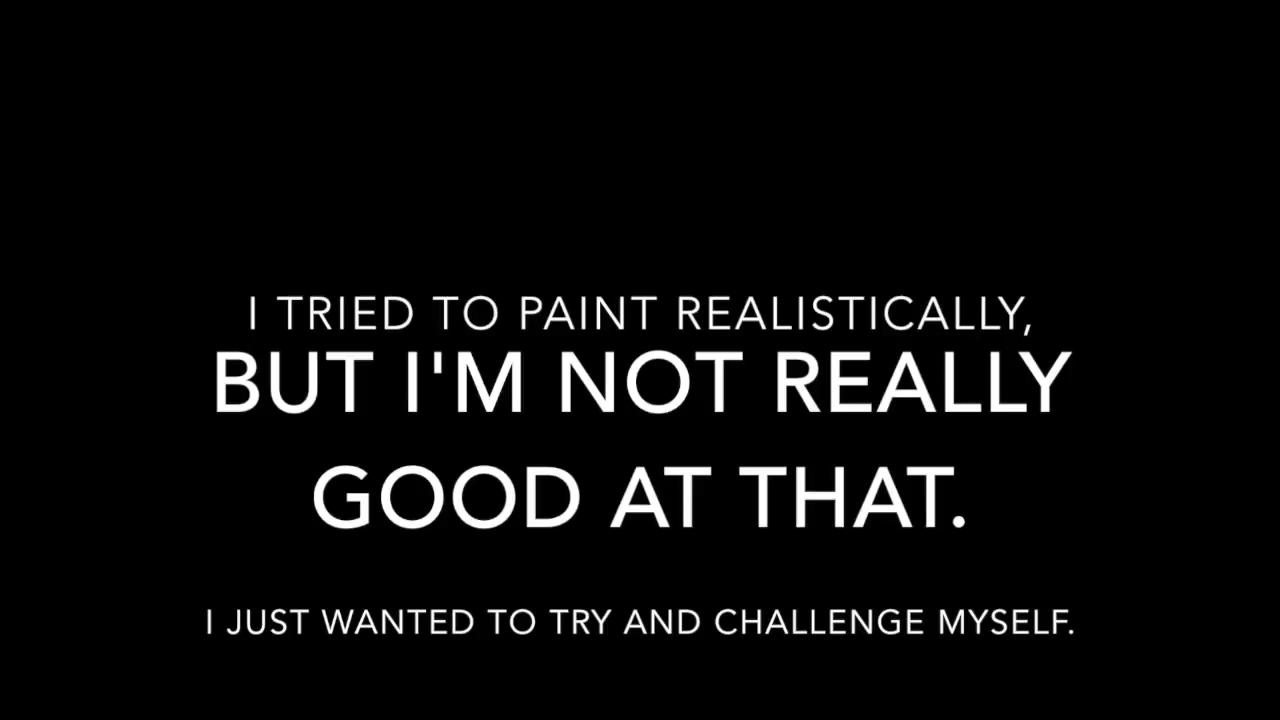 I TRIED TO PAINT REALISTICALLY,
BUT I'M NOT REALLY
GOOD AT THAT.
I JUST WANTED TO TRY AND CHALLENGE MYSELF.